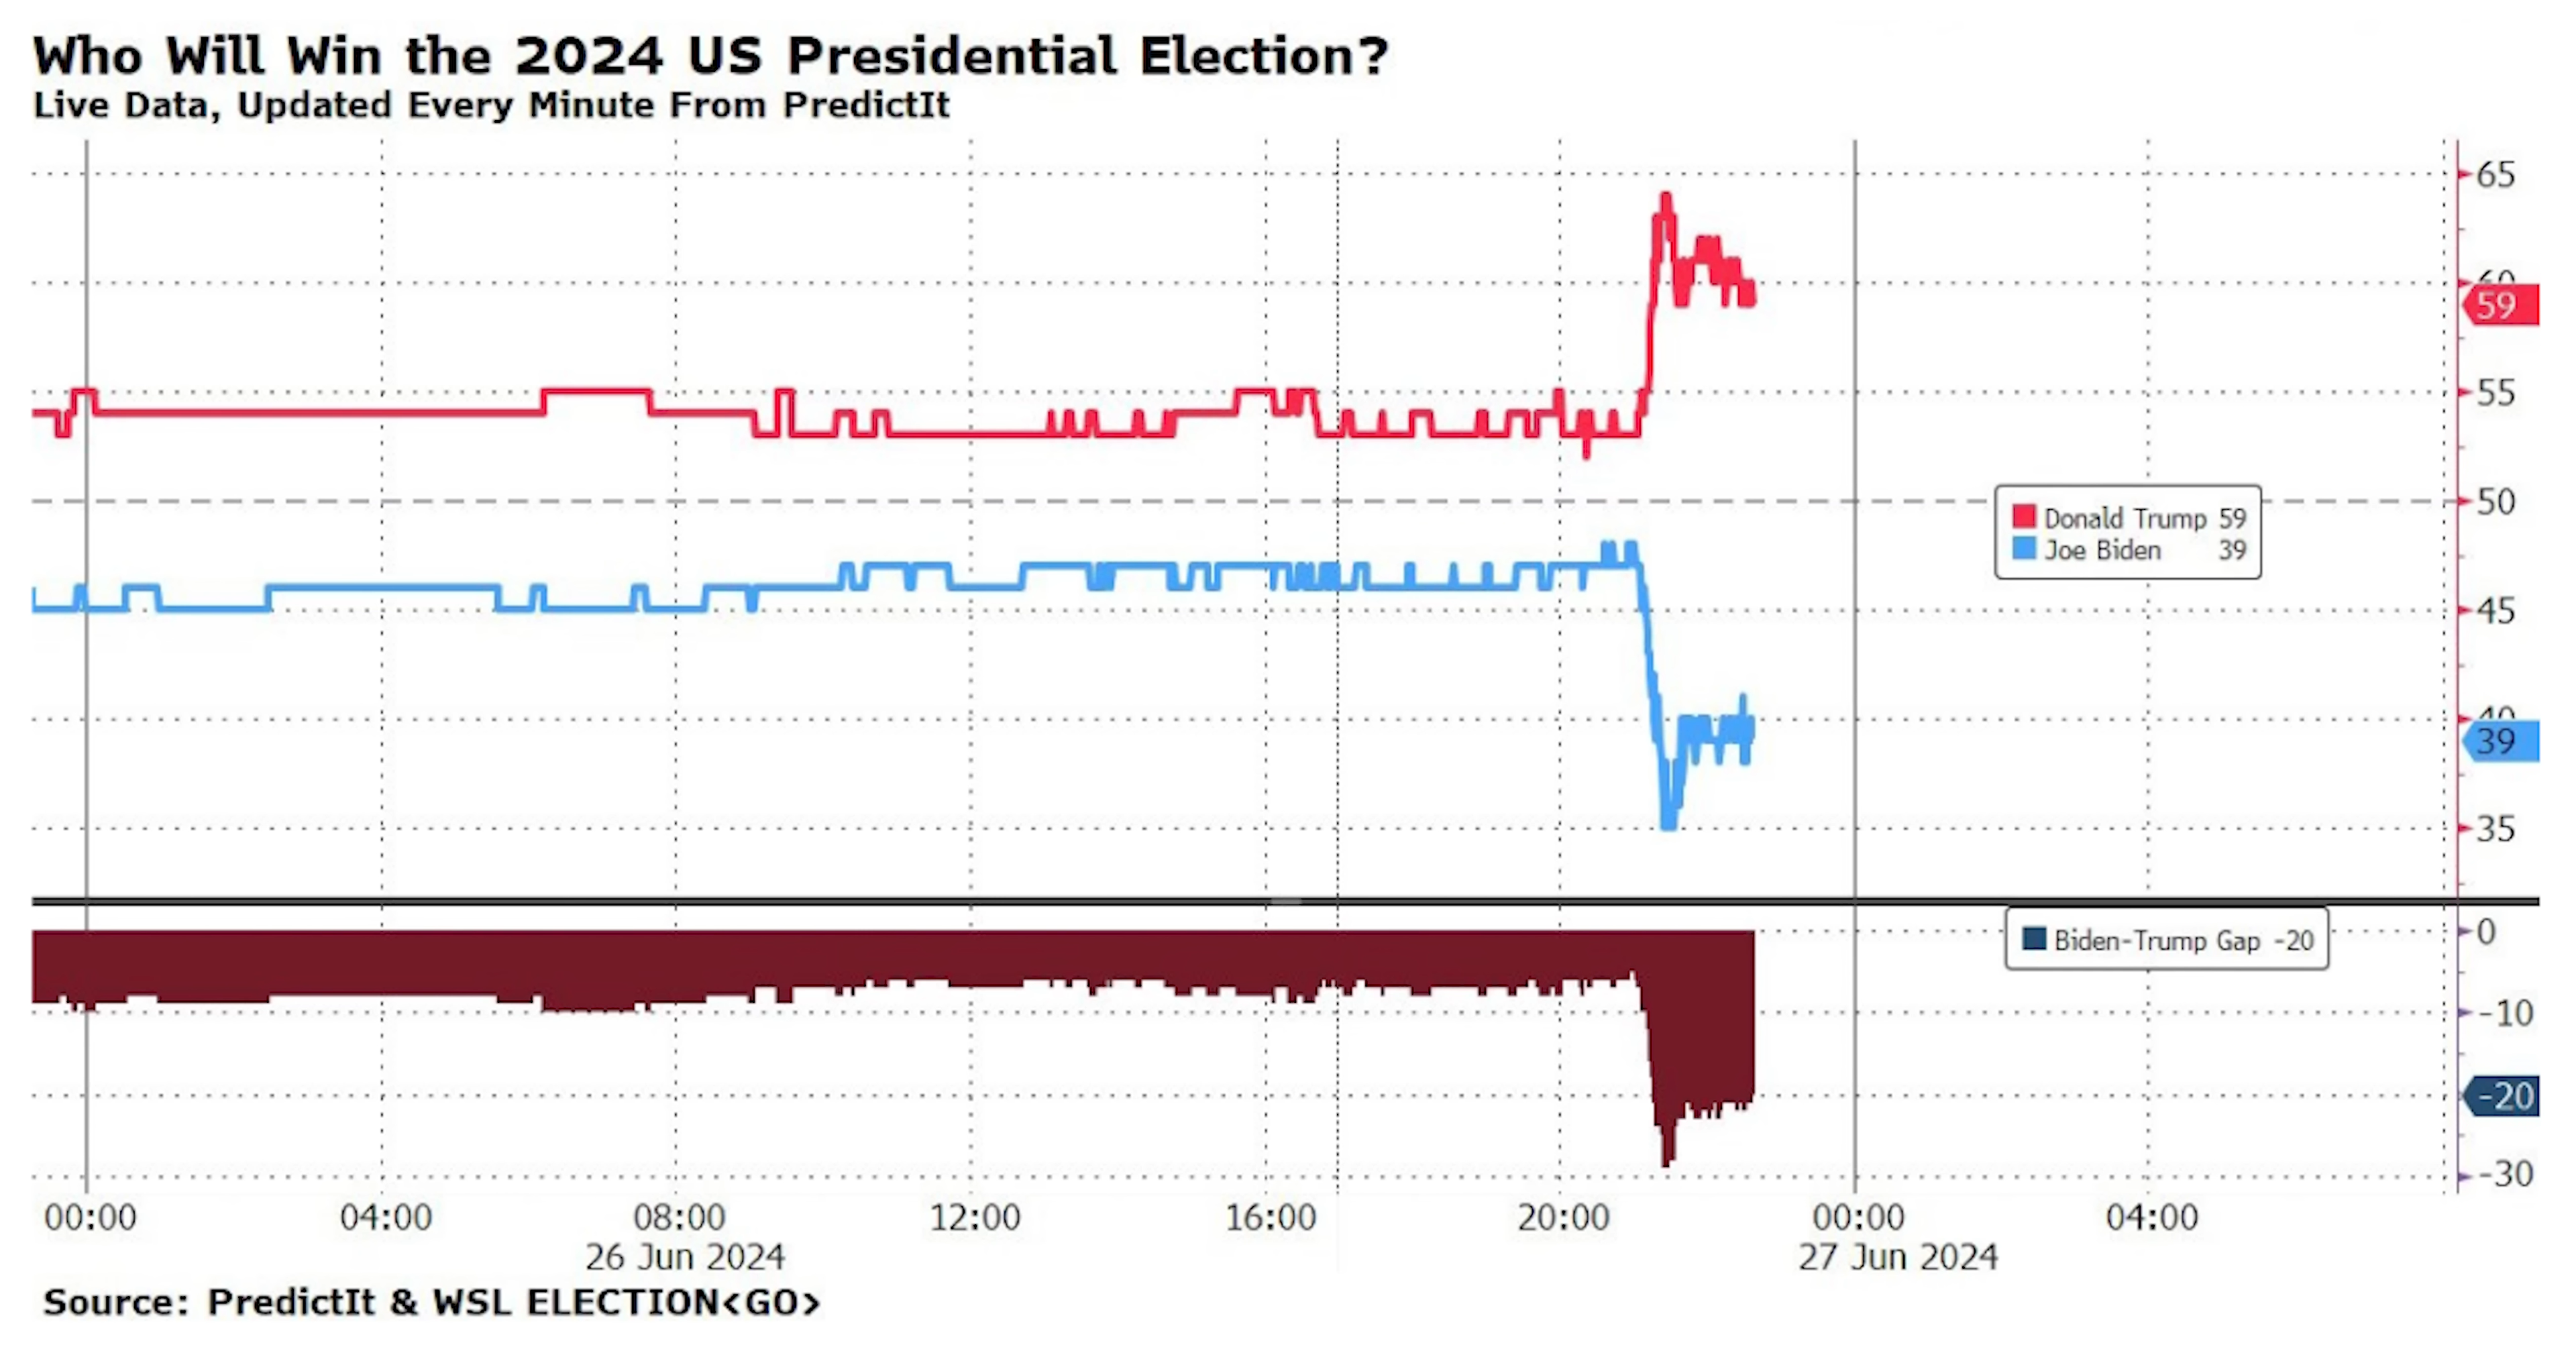 Who Will Win the 2024 US Presidential Election?
Live Data, Updated Every Minute From PredictIt
65
60
59
55
50
Donald Trump 59
Joe Biden 39
45
40
39
35
Biden-Trump Gap -20
0
-10
-20
-30
00:00 04:00 08:00 12:00 16:00 20:00 00:00 04:00
26 Jun 2024 27 Jun 2024
Source: PredictIt & WSL ELECTION<GO>